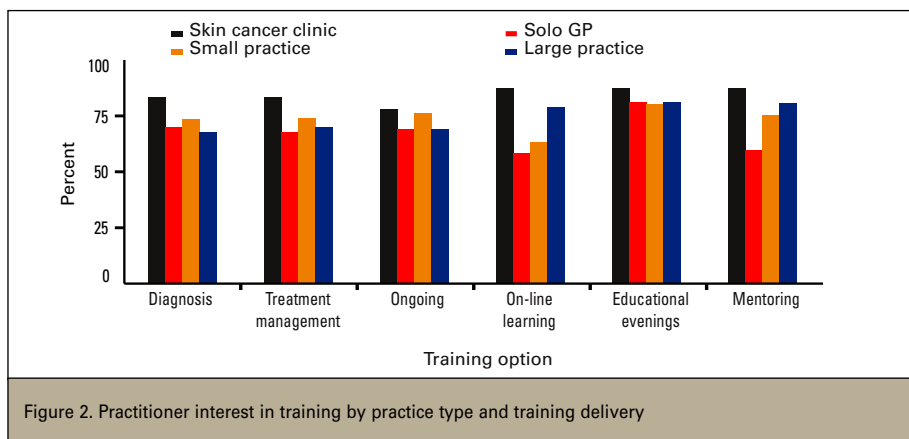 Skin cancer clinic
Solo GP
Small practice
Large practice
100
75
50
25
0
Percent
Diagnosis
Treatment
management
Ongoing
On-line
learning
Educational
evenings
Mentoring
Training option
Figure 2. Practitioner interest in training by practice type and training delivery